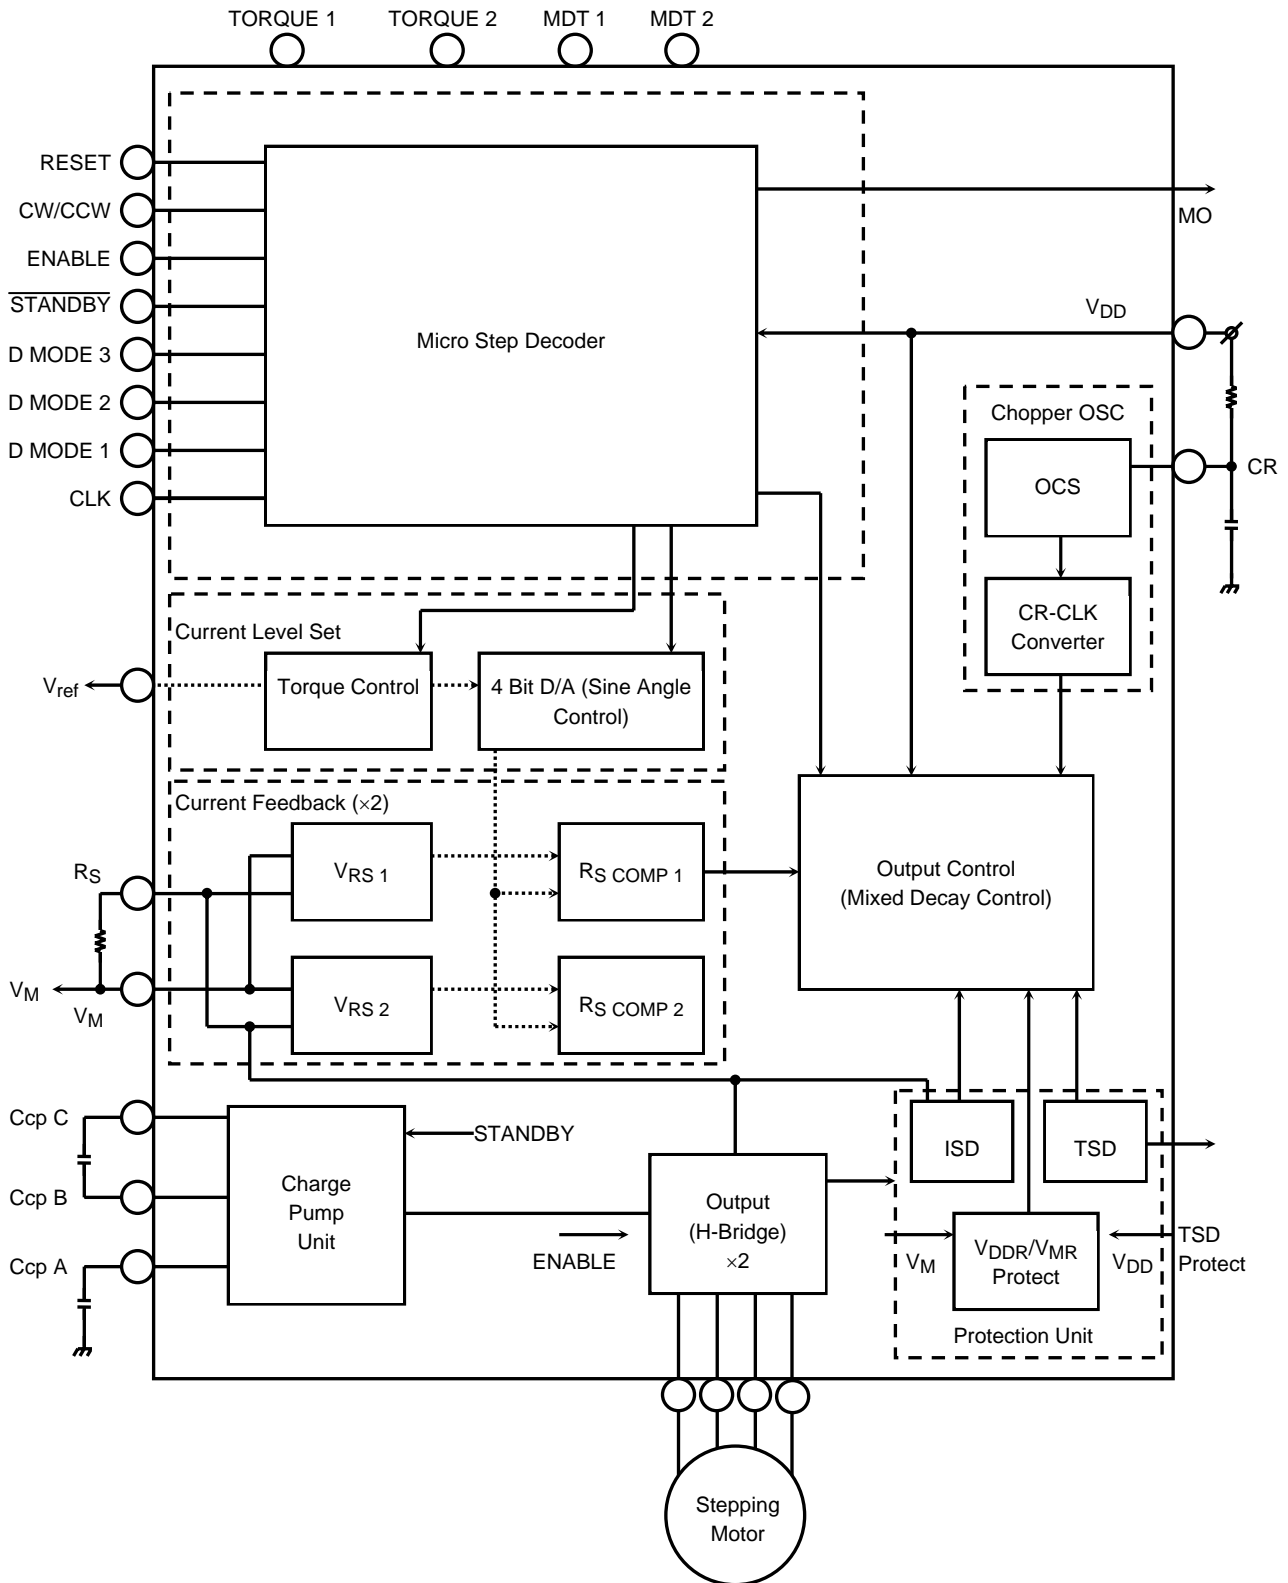 TORQUE 1 TORQUE 2 MDT 1 MDT 2
RESET
CW/CCW
ENABLE
STANDBY
D MODE 3
D MODE 2
D MODE 1
CLK
Micro Step Decoder
MO
VDD
Chopper OSC
OCS
CR
CR-CLK
Converter
Current Level Set
Vref
Torque Control
4 Bit D/A (Sine Angle
Control)
Current Feedback (×2)
RS
VRS 1
RS COMP 1
Output Control
(Mixed Decay Control)
VM
VM
VRS 2
RS COMP 2
Ccp C
Ccp B
Ccp A
Charge
Pump
Unit
STANDBY
ENABLE
Output
(H-Bridge)
×2
ISD
TSD
VM
VDDR/VMR
Protect
VDD
TSD
Protect
Protection Unit
Stepping
Motor